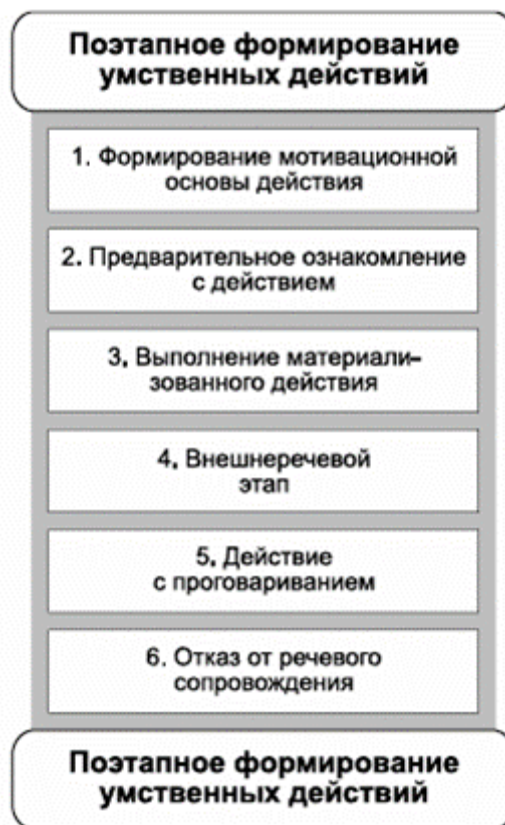 Поэтапное формирование
умственных действий
1. Формирование мотивационной
основы действия
2. Предварительное ознакомление
с действием
3. Выполнение материали-
зованного действия
4. Внешнеречевой
этап
5. Действие
с проговариванием
6. Отказ от речевого
сопровождения
Поэтапное формирование
умственных действий